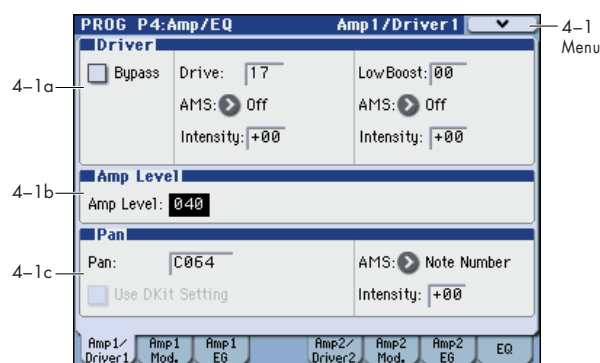 PROG P4:Amp/EQ Amp1/Driver1
4–1
Menu
Driver
Bypass Drive: 17 LowBoost: 00
4–1a
AMS: Off AMS: Off
Intensity: +00 Intensity: +00
Amp Level
4–1b
Amp Level: 040
Pan
Pan: C064 AMS: Note Number
4–1c
Use DKit Setting Intensity: +00
Amp1/ Driver1 Amp1 Mod. Amp1 EG Amp2/ Driver2 Amp2 Mod. Amp2 EG EQ